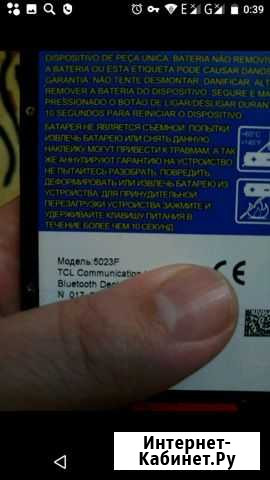 0:39
DISPOSITIVO DE PEÇA ÚNICA. BATERIA NÃO REMOVÍ
A BATERIA OU ESTA ETIQUETA PODE CAUSAR DANOS
GARANTIA. NÃO TENTE DESMONTAR, DANIFICAR, ALT
REMOVER A BATERIA DO DISPOSITIVO. SEGURE E MA
PRESSIONADO O BOTÃO DE LIGAR/DESLIGAR DURAN
10 SEGUNDOS PARA REINICIAR O DISPOSITIVO.
БАТАРЕЯ НЕ ЯВЛЯЕТСЯ СЪЕМНОЙ. ПОПЫТКИ
ИЗВЛЕЧЬ БАТАРЕЮ ИЛИ СНЯТЬ ДАННУЮ
НАКЛЕЙКУ МОГУТ ПРИВЕСТИ К ТРАВМАМ, А ТАК
ЖЕ АННУЛИРУЮТ ГАРАНТИЮ НА УСТРОЙСТВО
НЕ ПЫТАЙТЕСЬ РАЗОБРАТЬ, ПОВРЕДИТЬ,
ДЕФОРМИРОВАТЬ ИЛИ ИЗВЛЕЧЬ БАТАРЕЮ ИЗ
УСТРОЙСТВА. ДЛЯ ПРИНУДИТЕЛЬНОЙ
ПЕРЕЗАГРУЗКИ УСТРОЙСТВА ЗАЖМИТЕ И
УДЕРЖИВАЙТЕ КЛАВИШУ ПИТАНИЯ В
ТЕЧЕНИЕ БОЛЕЕ ЧЕМ 10 СЕКУНД
Модель:5023F
TCL Communication
Bluetooth
CE
Интернет-
Кабинет.Ру